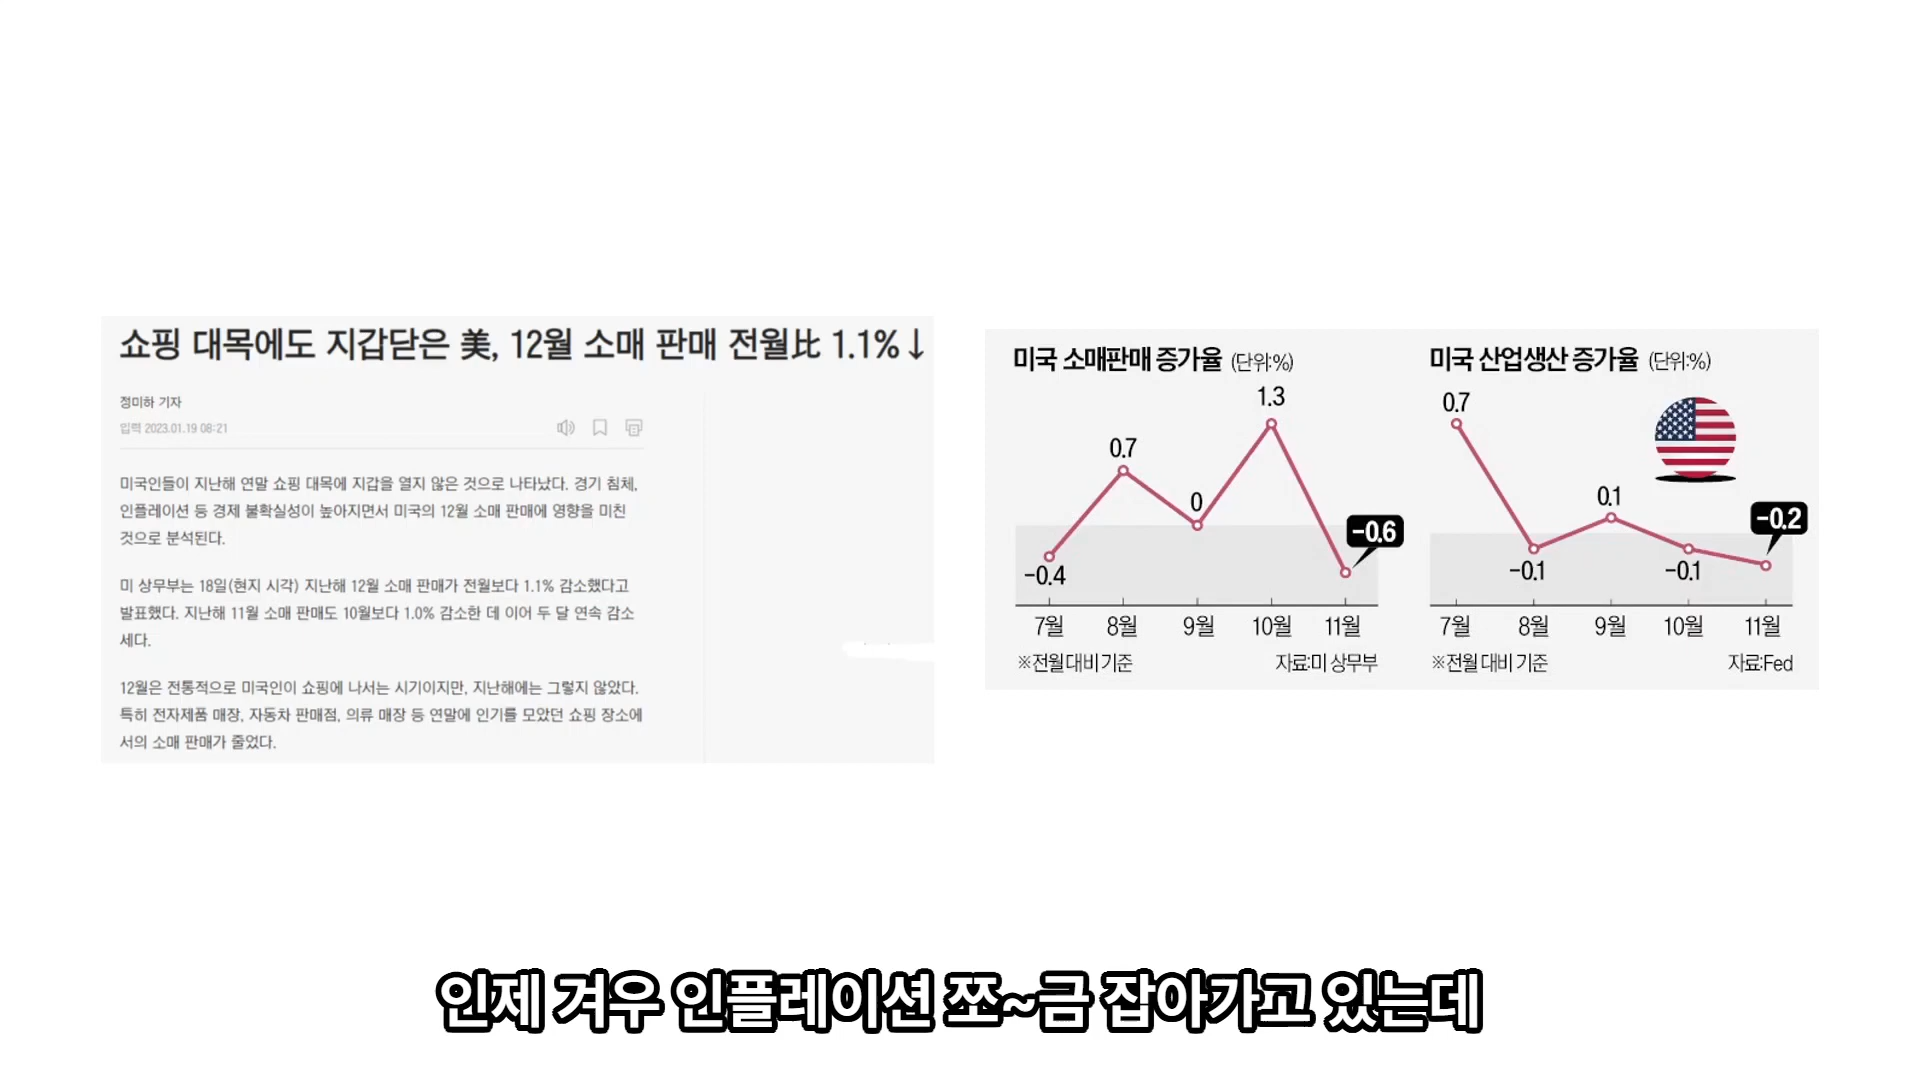 쇼핑 대목에도 지갑닫은 美, 12월 소매 판매 전월比 1.1%↓
정미하 기자
입력 2023.01.19 08:21
미국인들이 지난해 연말 쇼핑 대목에 지갑을 열지 않은 것으로 나타났다. 경기 침체,
인플레이션 등 경제 불확실성이 높아지면서 미국의 12월 소매 판매에 영향을 미친
것으로 분석된다.
미 상무부는 18일(현지 시각) 지난해 12월 소매 판매가 전월보다 1.1% 감소했다고
발표했다. 지난해 11월 소매 판매도 10월보다 1.0% 감소한 데 이어 두 달 연속 감소
세다.
12월은 전통적으로 미국인이 쇼핑에 나서는 시기이지만, 지난해에는 그렇지 않았다.
특히 전자제품 매장, 자동차 판매점, 의류 매장 등 연말에 인기를 모았던 쇼핑 장소에
서의 소매 판매가 줄었다.
미국 소매판매 증가율 (단위:%)
1.3
0.7
0
-0.6
-0.4
7월 8월 9월 10월 11월
※전월 대비 기준 자료:미 상무부
미국 산업생산 증가율 (단위:%)
0.7
0.1
-0.2
-0.1 -0.1
7월 8월 9월 10월 11월
※전월 대비 기준 자료:Fed
인제 겨우 인플레이션 쪼~금 잡아가고 있는데